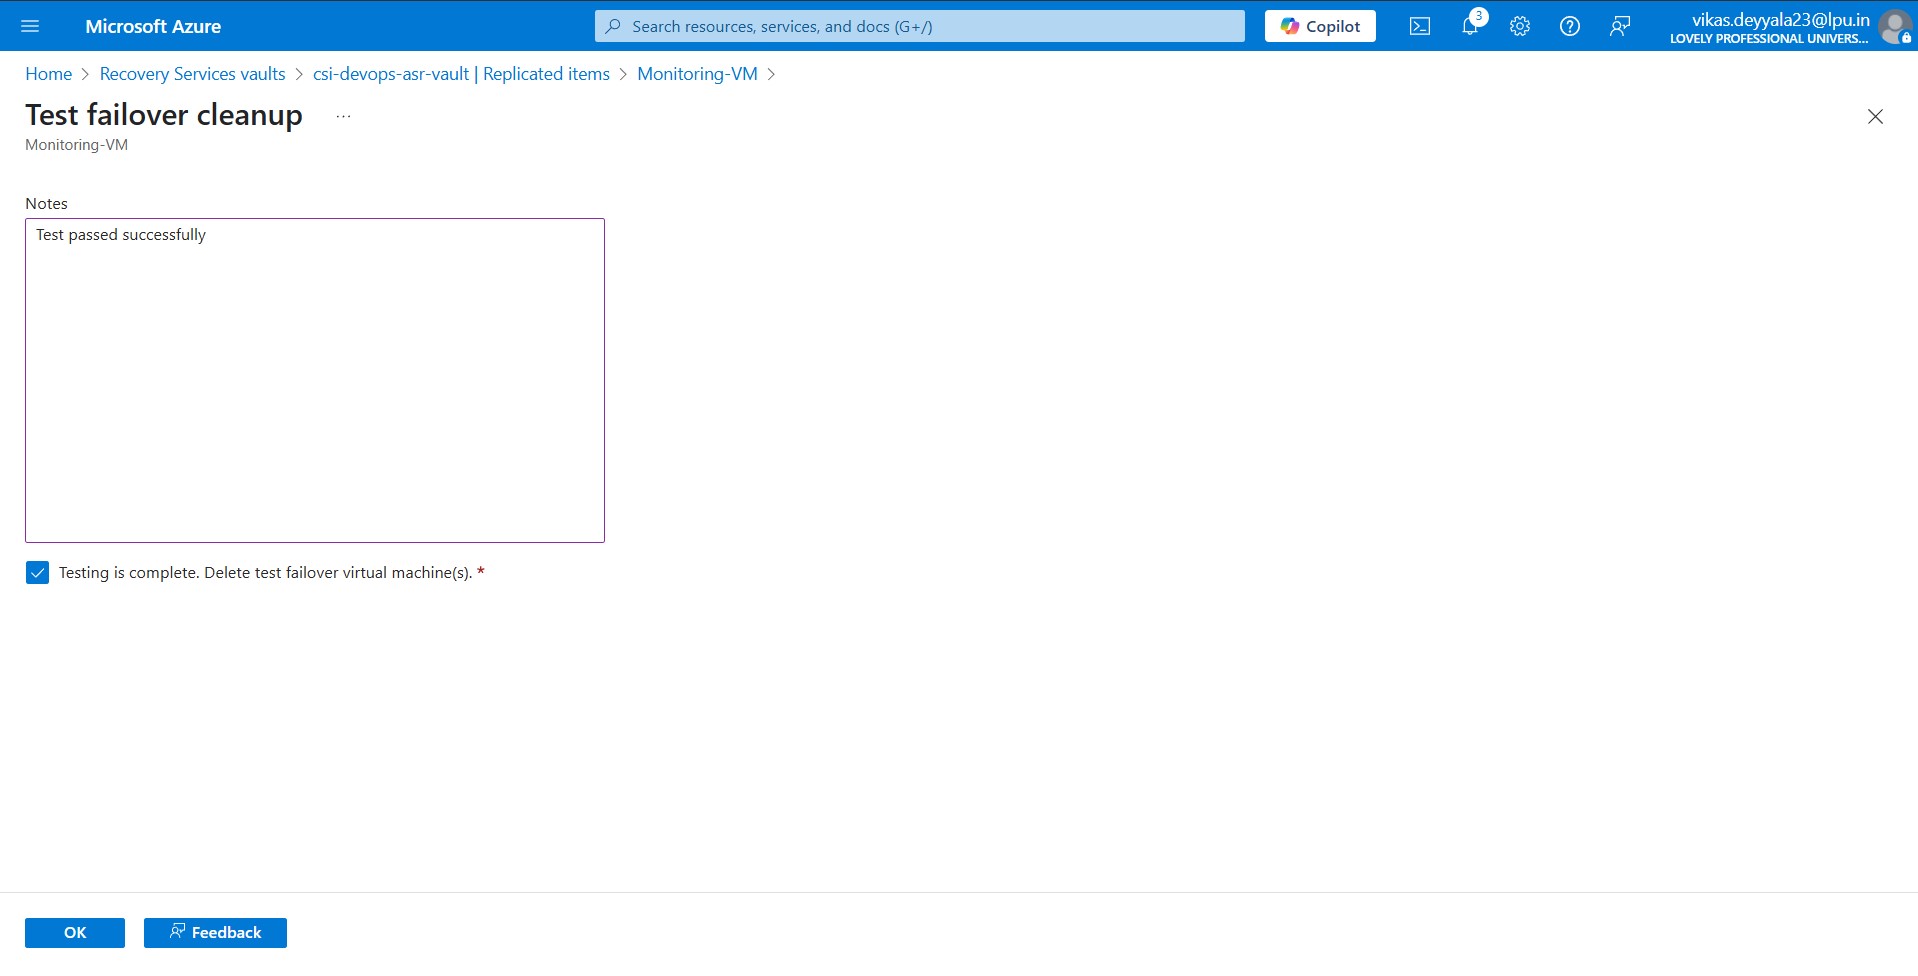 Microsoft Azure
Search resources, services, and docs (G+/)
Copilot
3
vikas.deyyala23@lpu.in
LOVELY PROFESSIONAL UNIVERS...
Home > Recovery Services vaults > csi-devops-asr-vault | Replicated items > Monitoring-VM >
Test failover cleanup ...
Monitoring-VM
Notes
Test passed successfully
Testing is complete. Delete test failover virtual machine(s). *
OK
Feedback